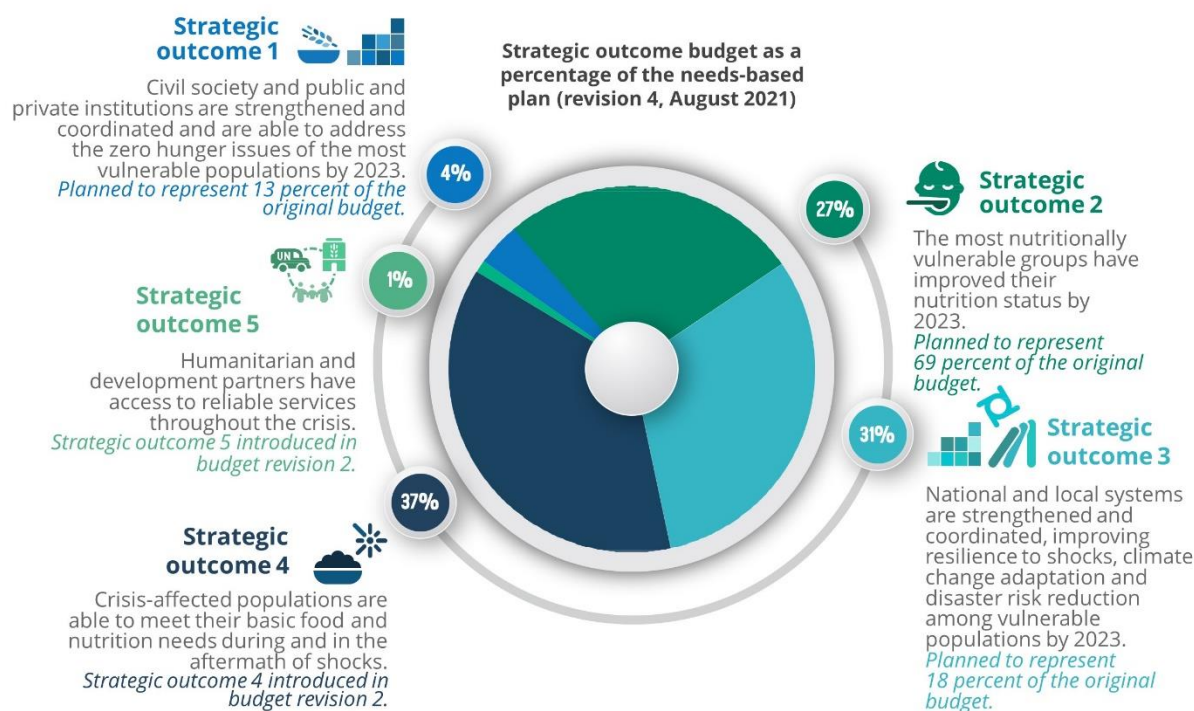 Strategic outcome budget as a
percentage of the needs-based
plan (revision 4, August 2021)
Strategic
outcome 1
Civil society and public and
private institutions are strengthened and
coordinated and are able to address
the zero hunger issues of the most
vulnerable populations by 2023.
Planned to represent 13 percent of the
original budget.
4%
27%
Strategic
outcome 2
The most nutritionally
vulnerable groups have
improved their
nutrition status by
2023.
Planned to represent
69 percent of the original
budget.
UN
1%
Strategic
outcome 5
Humanitarian and
development partners have
access to reliable services
throughout the crisis.
Strategic outcome 5 introduced in
budget revision 2.
31%
Strategic
outcome 3
National and local systems
are strengthened and
coordinated, improving
resilience to shocks, climate
change adaptation and
disaster risk reduction
among vulnerable
populations by 2023.
Planned to represent
18 percent of the original
budget.
37%
Strategic
outcome 4
Crisis-affected populations are
able to meet their basic food and
nutrition needs during and in the
aftermath of shocks.
Strategic outcome 4 introduced in
budget revision 2.